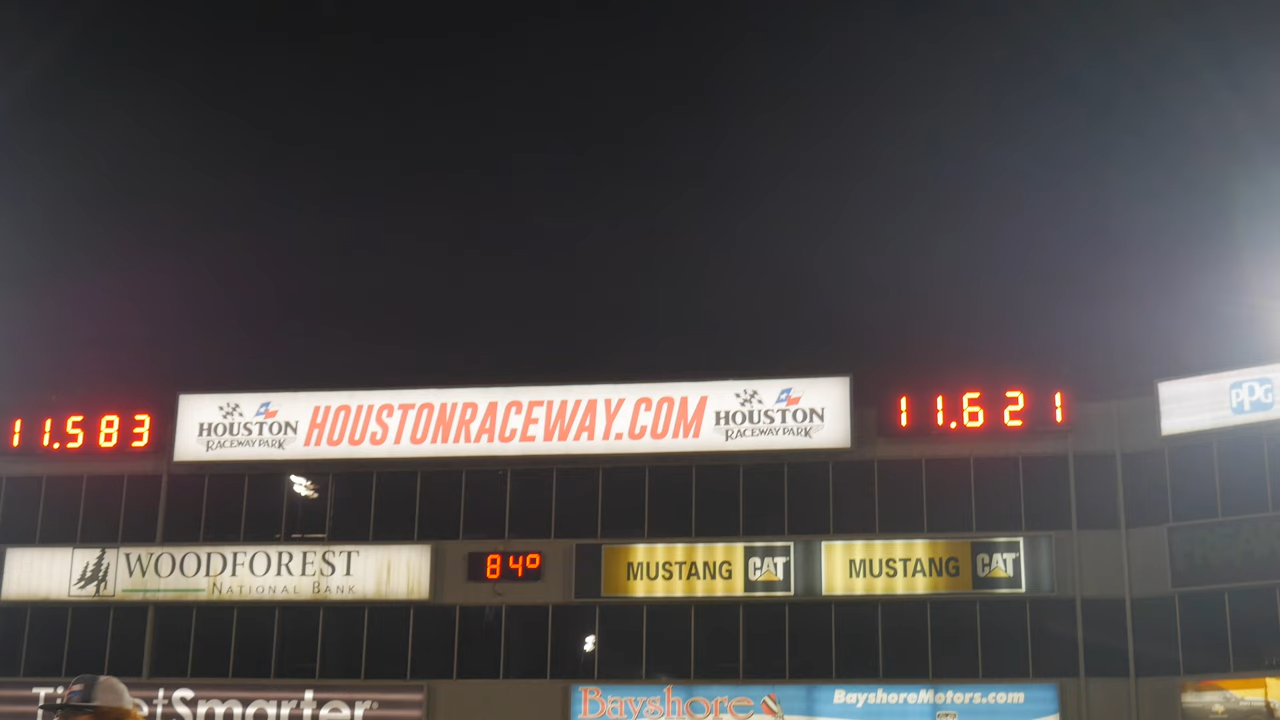 11.583
HOUSTON
RACEWAY PARK
HOUSTONRACEWAY.COM
HOUSTON
RACEWAY PARK
11.621
PPG
WOODFOREST
NATIONAL BANK
84°
MUSTANG CAT
MUSTANG CAT
Smarter
Bayshore
BayshoreMotors.com